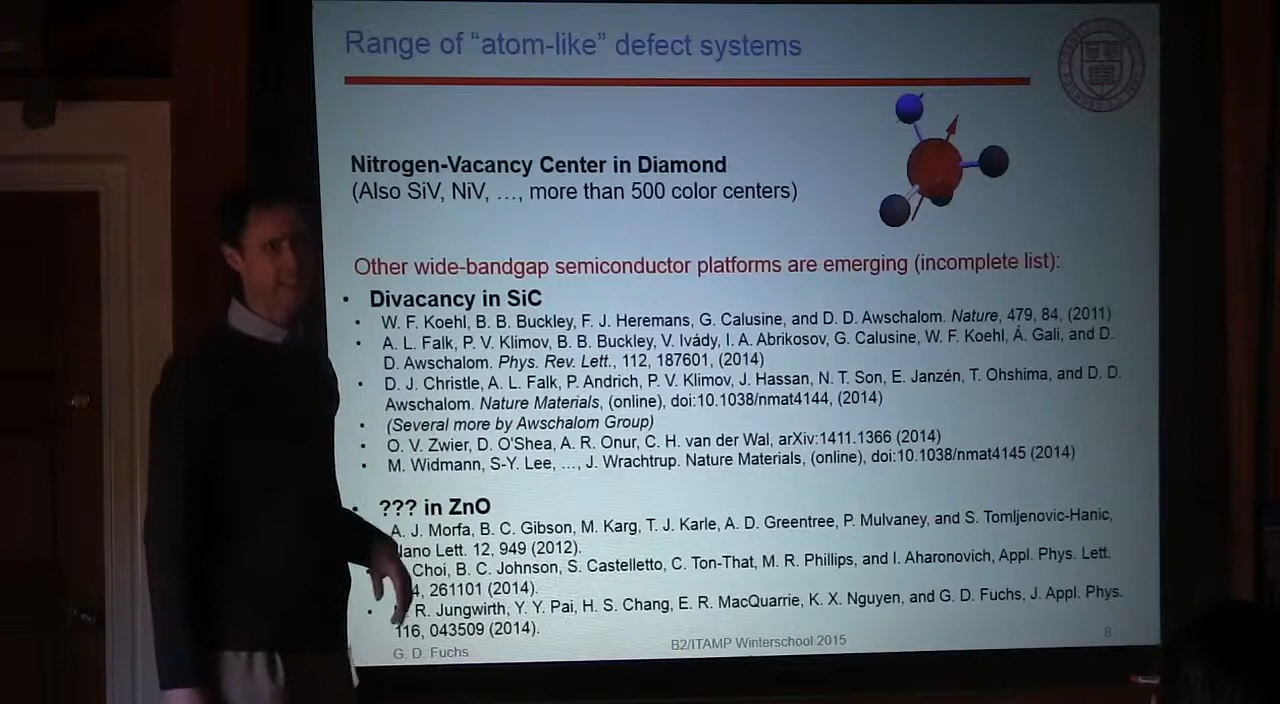 Range of “atom-like” defect systems
Nitrogen-Vacancy Center in Diamond
(Also SiV, NiV, …, more than 500 color centers)
Other wide-bandgap semiconductor platforms are emerging (incomplete list):
• Divacancy in SiC
• W. F. Koehl, B. B. Buckley, F. J. Heremans, G. Calusine, and D. D. Awschalom. Nature, 479, 84, (2011)
• A. L. Falk, P. V. Klimov, B. B. Buckley, V. Ivády, I. A. Abrikosov, G. Calusine, W. F. Koehl, Á. Gali, and D.
D. Awschalom. Phys. Rev. Lett., 112, 187601, (2014)
• D. J. Christle, A. L. Falk, P. Andrich, P. V. Klimov, J. Hassan, N. T. Son, E. Janzén, T. Ohshima, and D. D.
Awschalom. Nature Materials, (online), doi:10.1038/nmat4144, (2014)
• (Several more by Awschalom Group)
• O. V. Zwier, D. O'Shea, A. R. Onur, C. H. van der Wal, arXiv:1411.1366 (2014)
• M. Widmann, S-Y. Lee, …, J. Wrachtrup. Nature Materials, (online), doi:10.1038/nmat4145 (2014)
• ??? in ZnO
A. J. Morfa, B. C. Gibson, M. Karg, T. J. Karle, A. D. Greentree, P. Mulvaney, and S. Tomljenovic-Hanic,
Nano Lett. 12, 949 (2012).
Choi, B. C. Johnson, S. Castelletto, C. Ton-That, M. R. Phillips, and I. Aharonovich, Appl. Phys. Lett.
4, 261101 (2014).
• R. Jungwirth, Y. Y. Pai, H. S. Chang, E. R. MacQuarrie, K. X. Nguyen, and G. D. Fuchs, J. Appl. Phys.
116, 043509 (2014).
G. D. Fuchs
B2/ITAMP Winterschool 2015
8